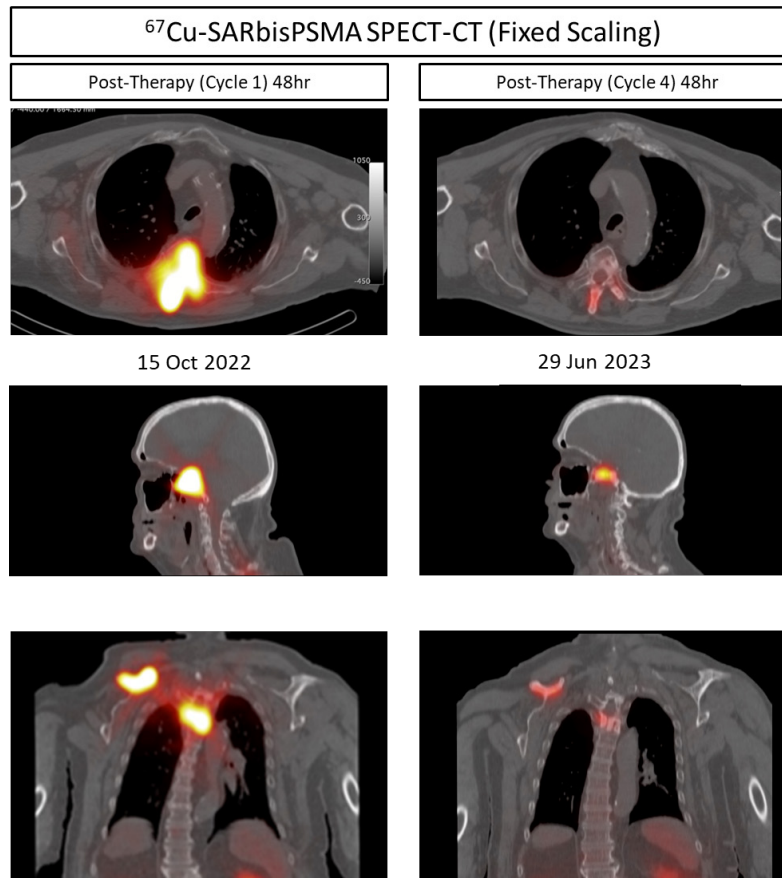 ⁶⁷Cu-SARbisPSMA SPECT-CT (Fixed Scaling)
Post-Therapy (Cycle 1) 48hr
Post-Therapy (Cycle 4) 48hr
1050
300
-450
15 Oct 2022
29 Jun 2023